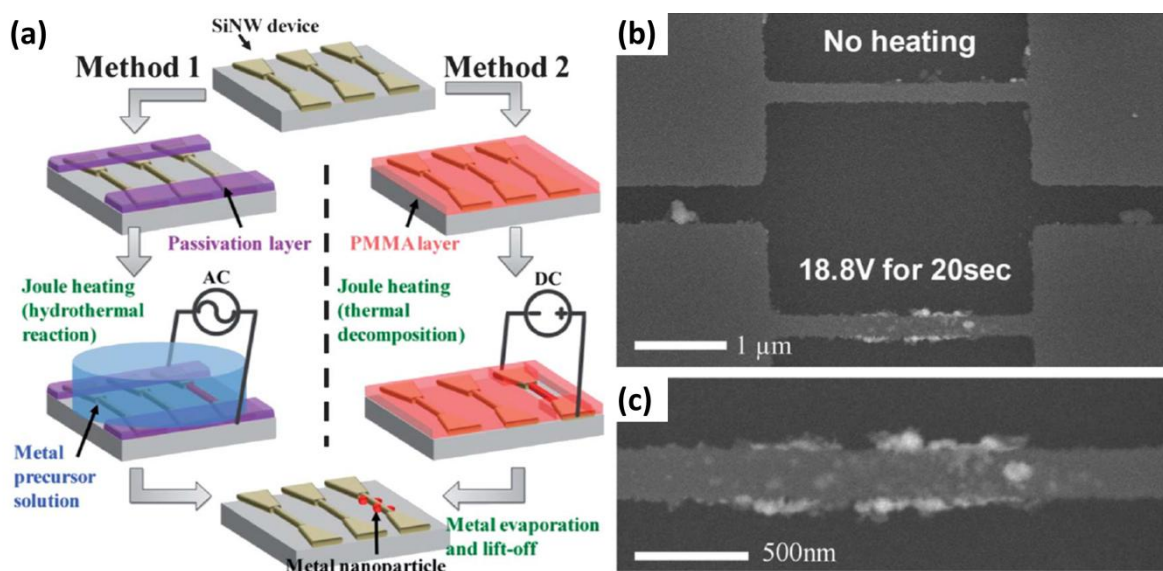 (a)
SiNW device
Method 1
Method 2
Passivation layer
PMMA layer
Joule heating
(hydrothermal
reaction)
AC
Joule heating
(thermal
decomposition)
DC
Metal
precursor
solution
Metal nanoparticle
Metal evaporation
and lift-off
(b)
No heating
18.8V for 20sec
1 μm
(c)
500nm